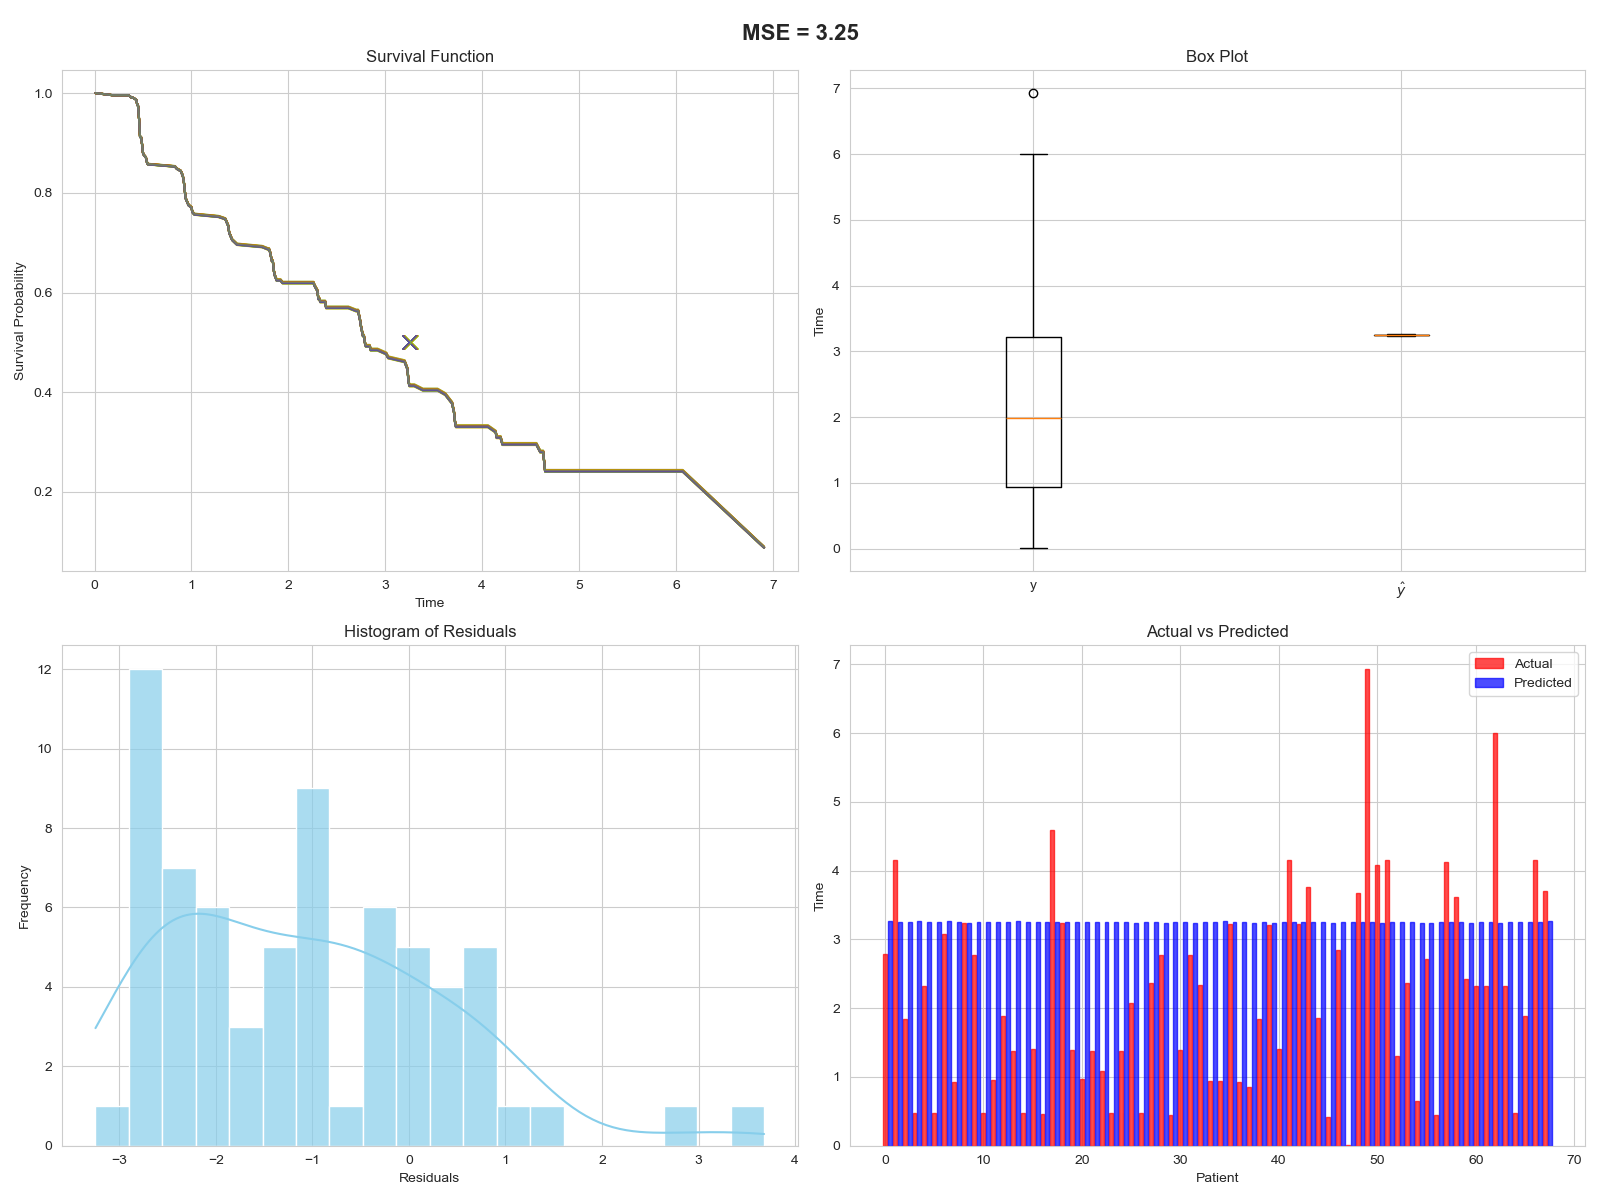 MSE = 3.25
Survival Function
1.0
0.8
0.6
0.4
0.2
Survival Probability
0 1 2 3 4 5 6 7
Time
Box Plot
7
6
5
4
3
2
1
0
Time
y ŷ
Histogram of Residuals
12
10
8
6
4
2
0
Frequency
−3 −2 −1 0 1 2 3 4
Residuals
Actual vs Predicted
Actual
Predicted
7
6
5
4
3
2
1
0
Time
0 10 20 30 40 50 60 70
Patient